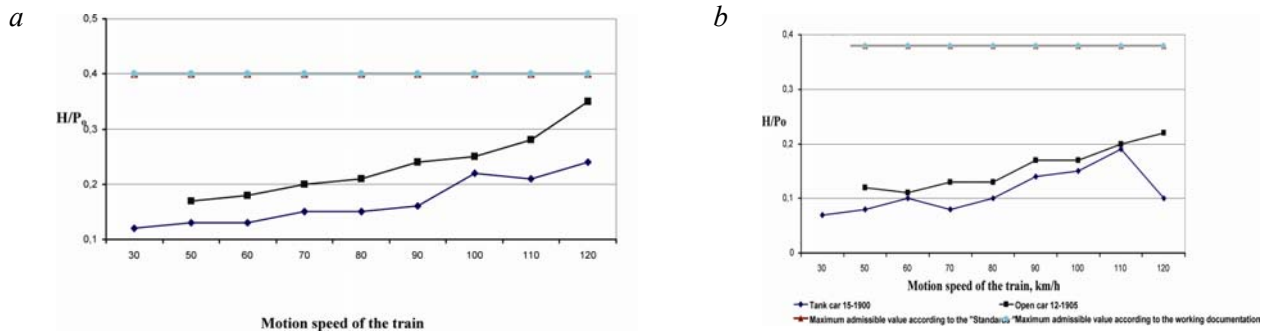 a
0,5
0,4
H/Po
0,3
0,2
0,1
30 50 60 70 80 90 100 110 120
Motion speed of the train
b
0,4
0,3
H/Po
0,2
0,1
0
30 50 60 70 80 90 100 110 120
Motion speed of the train, km/h
Tank car 15-1900 Open car 12-1905
Maximum admissible value according to the "Standards" "Maximum admissible value according to the working documentation